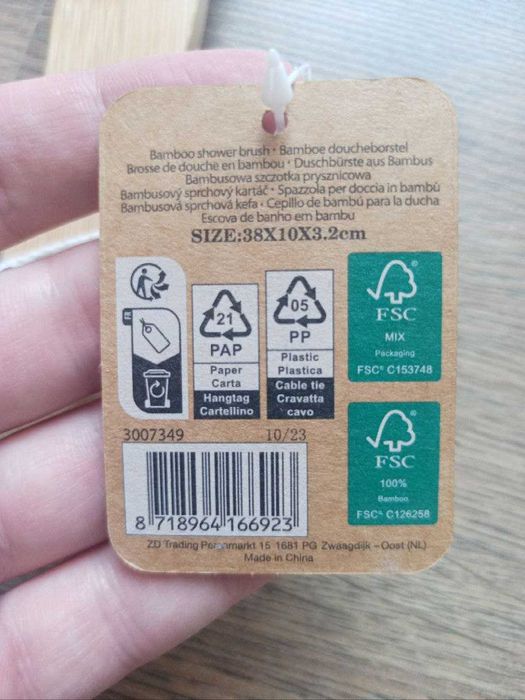 Bamboo shower brush · Bamboe doucheborstel
Brosse de douche en bambou · Duschbürste aus Bambus
Bambusowa szczotka prysznicowa
Bambusový sprchový kartáč · Spazzola per doccia in bambú
Bambusová sprchová kefa · Cepillo de bambú para la ducha
Escova de banho em bambu
SIZE:38X10X3.2cm
FR
21
PAP
Paper
Carta
Hangtag
Cartellino
05
PP
Plastic
Plastica
Cable tie
Cravatta
cavo
FSC
MIX
Packaging
FSC® C153748
FSC
100%
Bamboo
FSC® C126258
3007349
10/23
8 718964 166923
ZD Trading 15 1681 PG Zwaagdijk - Oost (NL)
Made in China